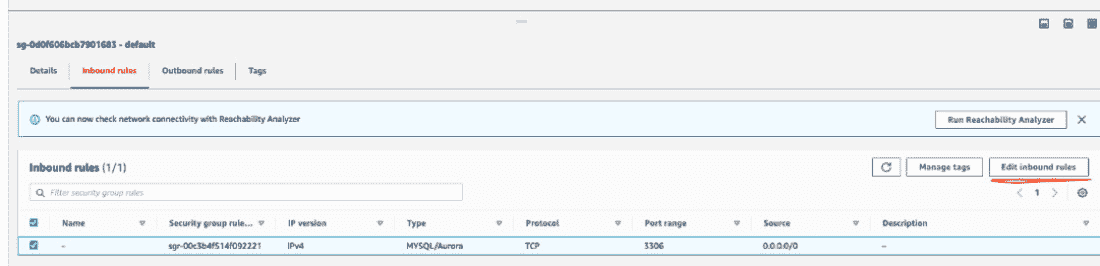 sg-0d0f606bcb7901683 - default
Details Inbound rules Outbound rules Tags
You can now check network connectivity with Reachability Analyzer Run Reachability Analyzer
Inbound rules (1/1) Manage tags Edit inbound rules
Filter security group rules 1
Name Security group rule... IP version Type Protocol Port range Source Description
- sgr-00c3b4f514f092221 IPv4 MYSQL/Aurora TCP 3306 0.0.0.0/0 -